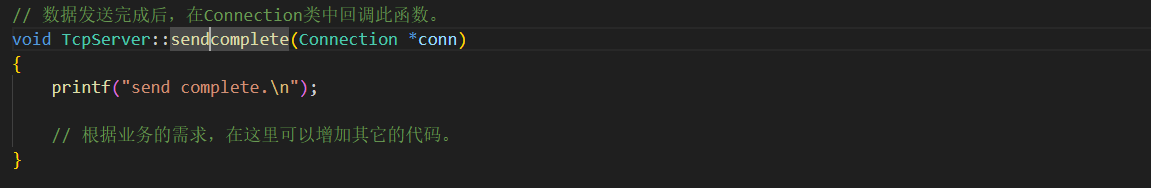 // 数据发送完成后，在Connection类中回调此函数。
void TcpServer::sendcomplete(Connection *conn)
{
    printf("send complete.\n");
    // 根据业务的需求，在这里可以增加其它的代码。
}